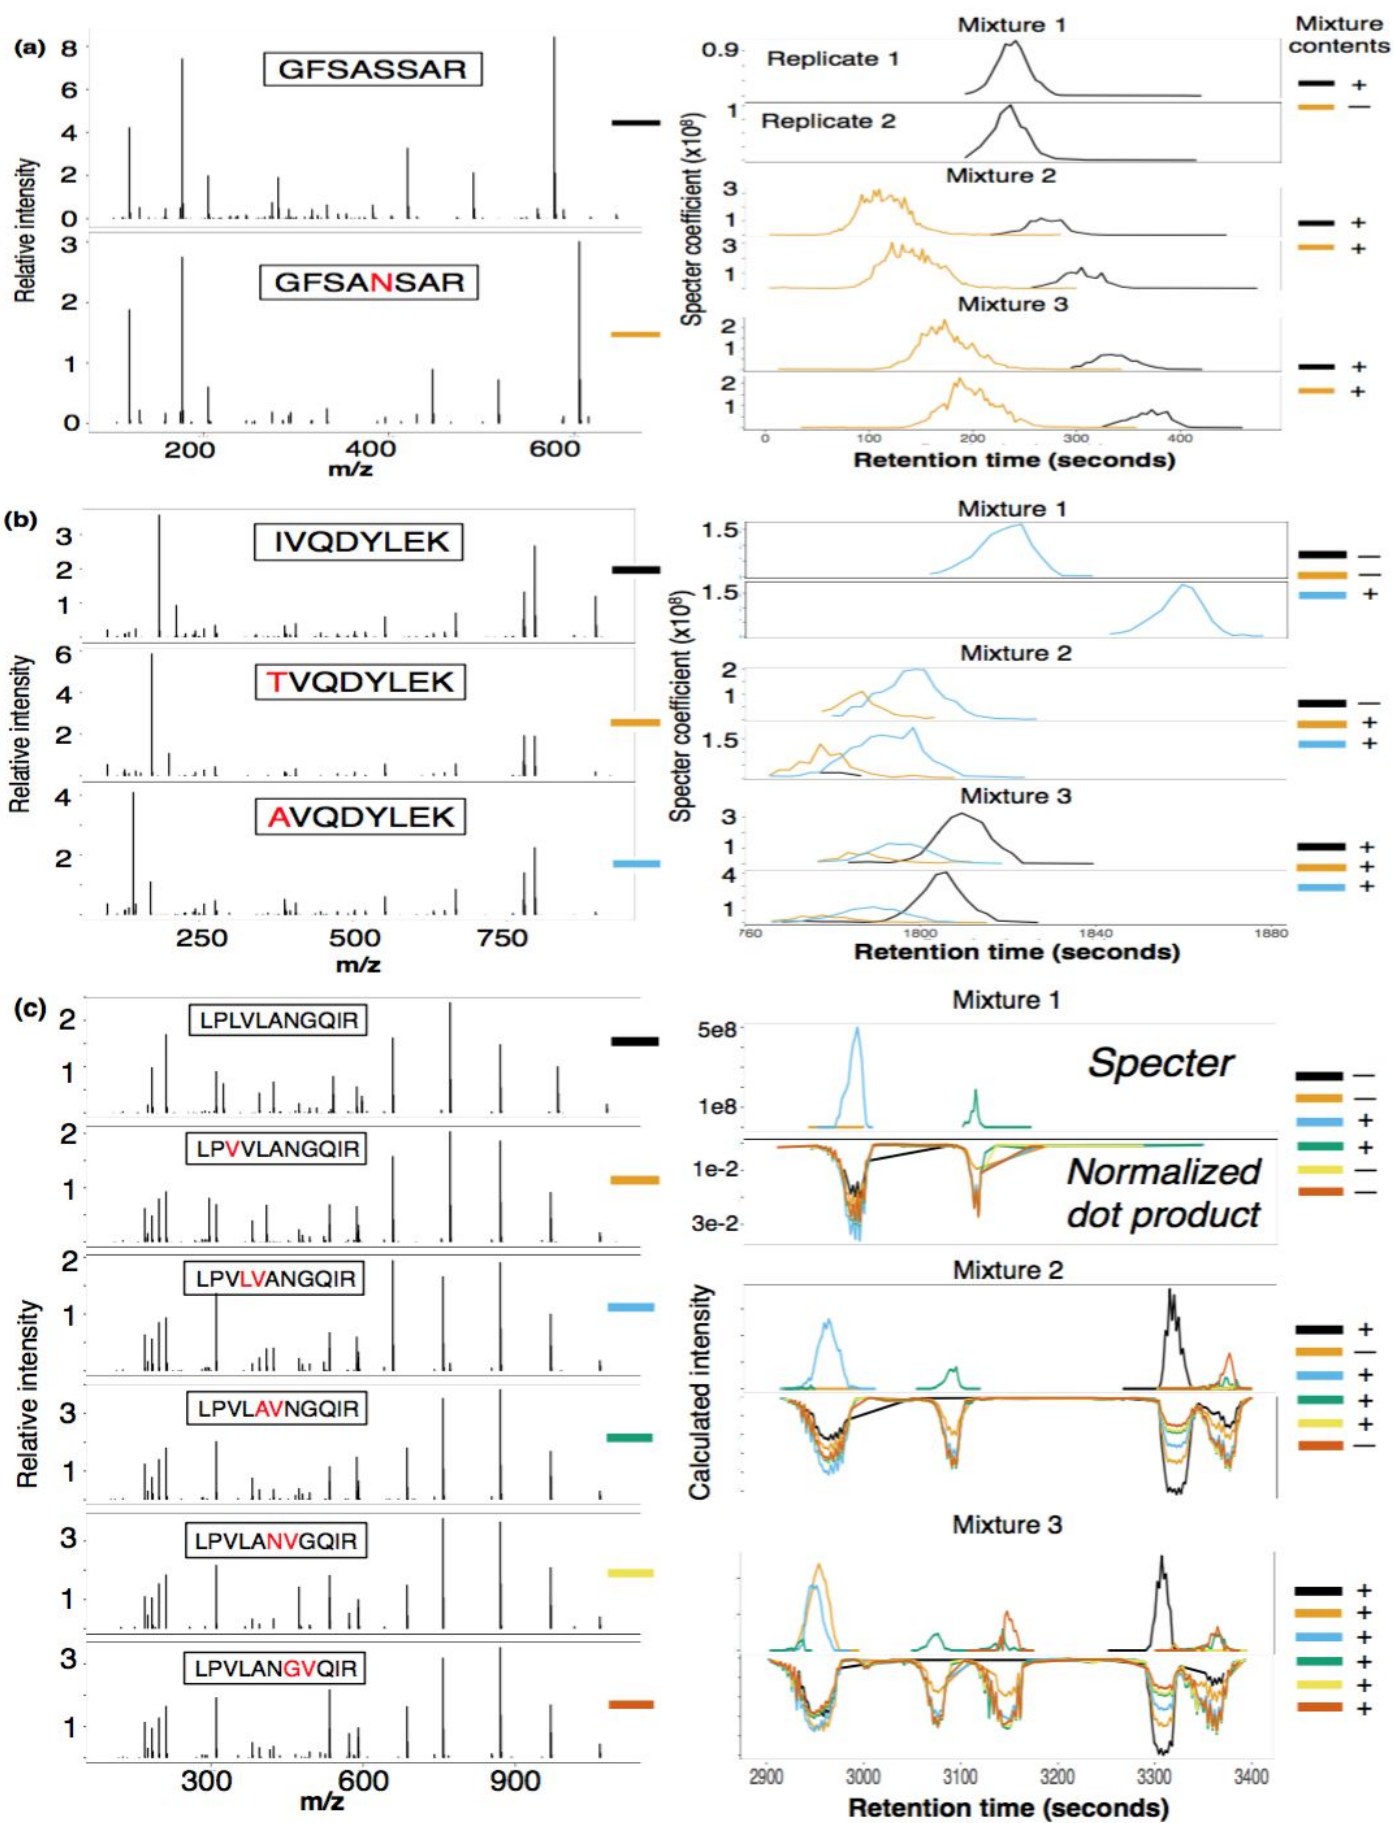 (a)
8
6
4
2
0
GFSASSAR
3
2
1
0
GFSANSAR
Relative intensity
200 400 600
m/z
Mixture 1
Mixture contents
0.9
Replicate 1
+
—
1
Replicate 2
Mixture 2
3
1
+
+
3
1
Mixture 3
2
1
+
+
2
1
Specter coefficient (x10⁸)
0 100 200 300 400
Retention time (seconds)
(b)
3
2
1
IVQDYLEK
6
4
2
TVQDYLEK
4
2
AVQDYLEK
Relative intensity
250 500 750
m/z
Mixture 1
1.5
—
—
+
1.5
Mixture 2
2
1
—
+
+
1.5
Mixture 3
3
1
+
+
+
4
1
Specter coefficient (x10⁸)
760 1800 1840 1880
Retention time (seconds)
(c)
2
1
LPLVLANGQIR
2
1
LPVVLANGQIR
2
1
LPVLVANGQIR
3
1
LPVLAVNGQIR
3
1
LPVLANVGQIR
3
1
LPVLANGVQIR
Relative intensity
300 600 900
m/z
Mixture 1
5e8
1e8
Specter
—
—
+
+
—
—
1e-2
3e-2
Normalized
dot product
Mixture 2
+
—
+
+
+
—
Calculated intensity
Mixture 3
+
+
+
+
+
+
2900 3000 3100 3200 3300 3400
Retention time (seconds)